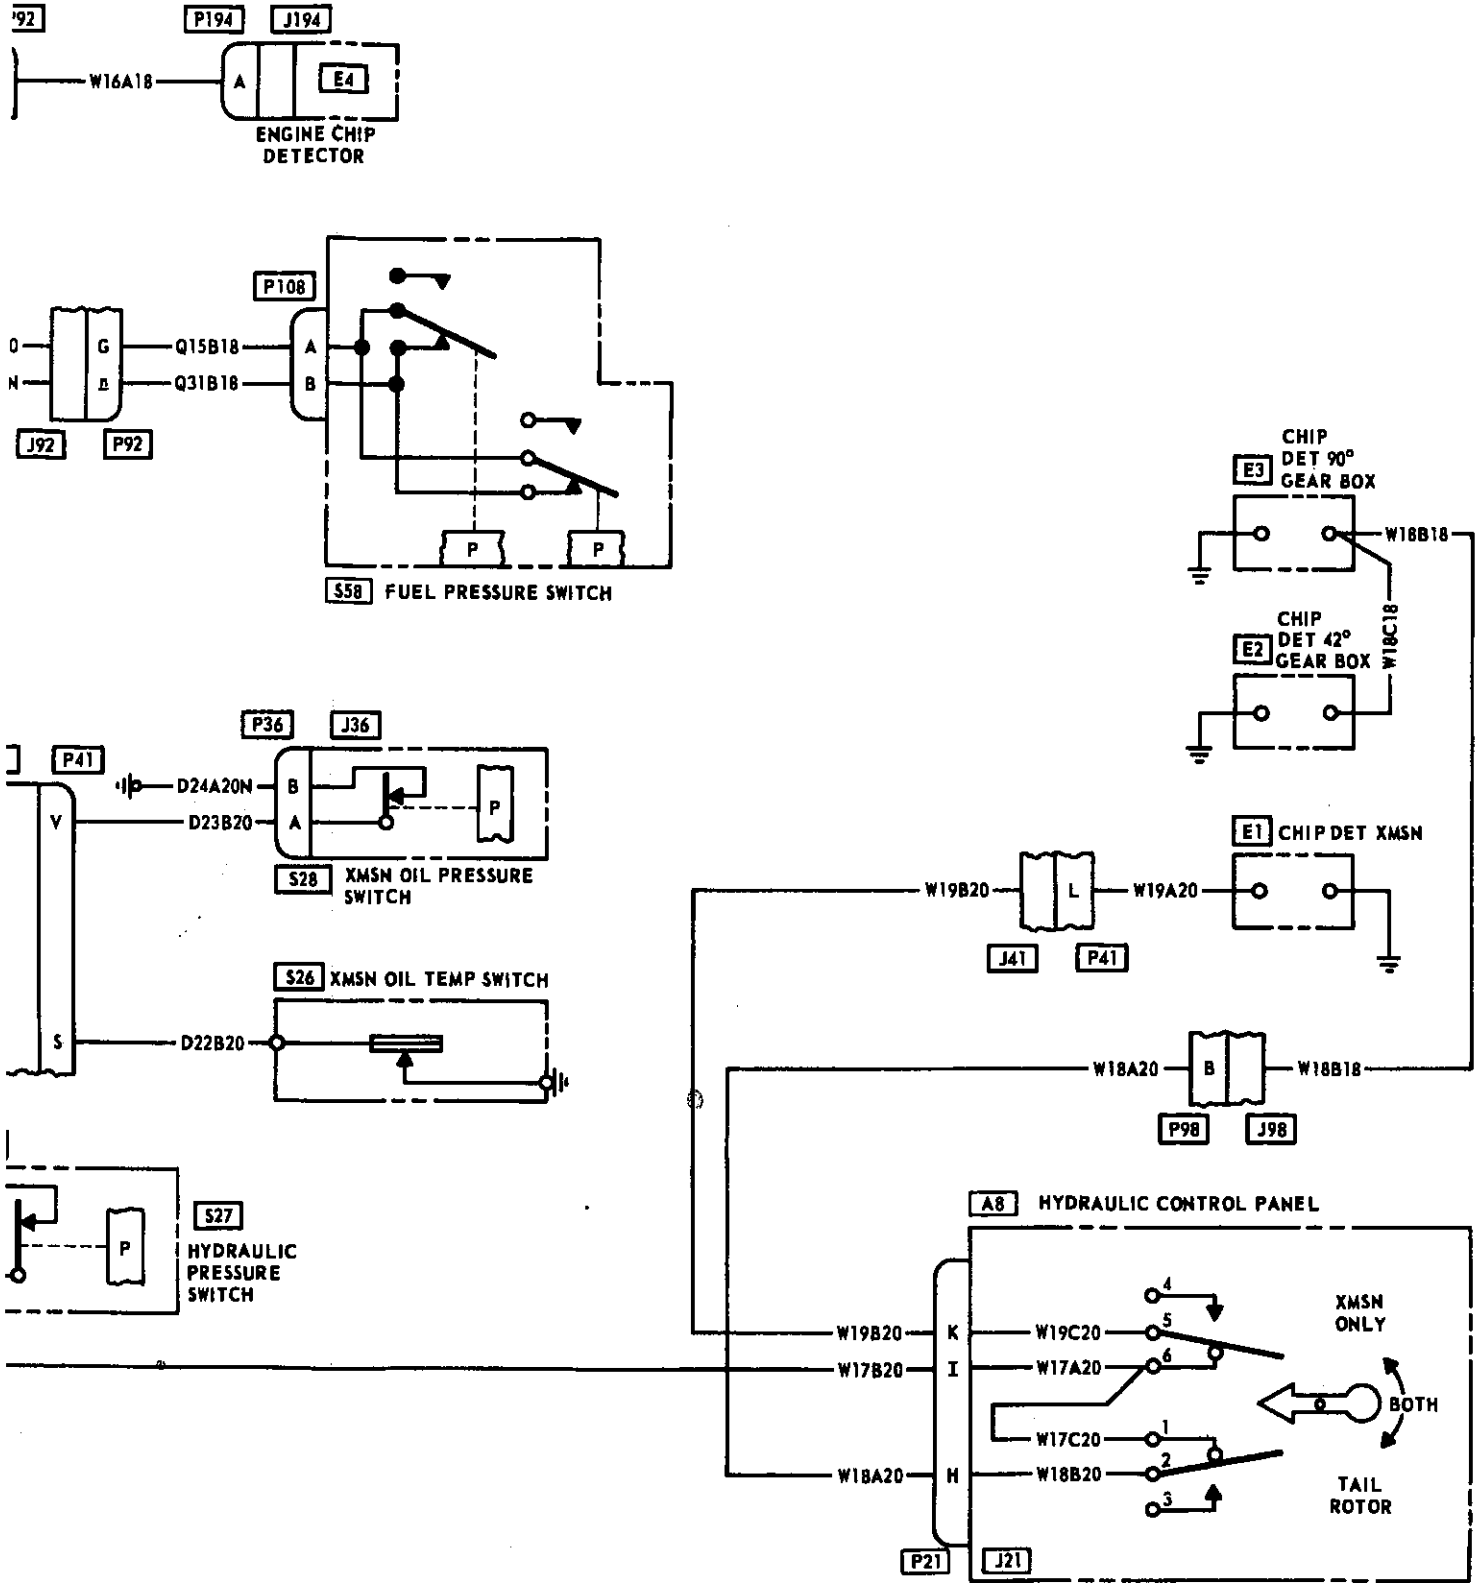 '92
P194
J194
W16A18
A
E4
ENGINE CHIP
DETECTOR
P108
G
Q15B18
A
N
n
Q31B18
B
J92
P92
P
P
S58
FUEL PRESSURE SWITCH
CHIP
DET 90°
GEAR BOX
E3
W18B18
W18C18
CHIP
DET 42°
GEAR BOX
E2
P41
P36
J36
D24A20N
B
V
D23B20
A
P
S28
XMSN OIL PRESSURE
SWITCH
E1
CHIP DET XMSN
W19B20
L
W19A20
J41
P41
S26
XMSN OIL TEMP SWITCH
S
D22B20
W18A20
B
W18B18
P98
J98
P
S27
HYDRAULIC
PRESSURE
SWITCH
A8
HYDRAULIC CONTROL PANEL
4
XMSN
ONLY
W19B20
K
W19C20
5
W17B20
I
W17A20
6
BOTH
W17C20
1
W18A20
H
W18B20
2
3
TAIL
ROTOR
P21
J21